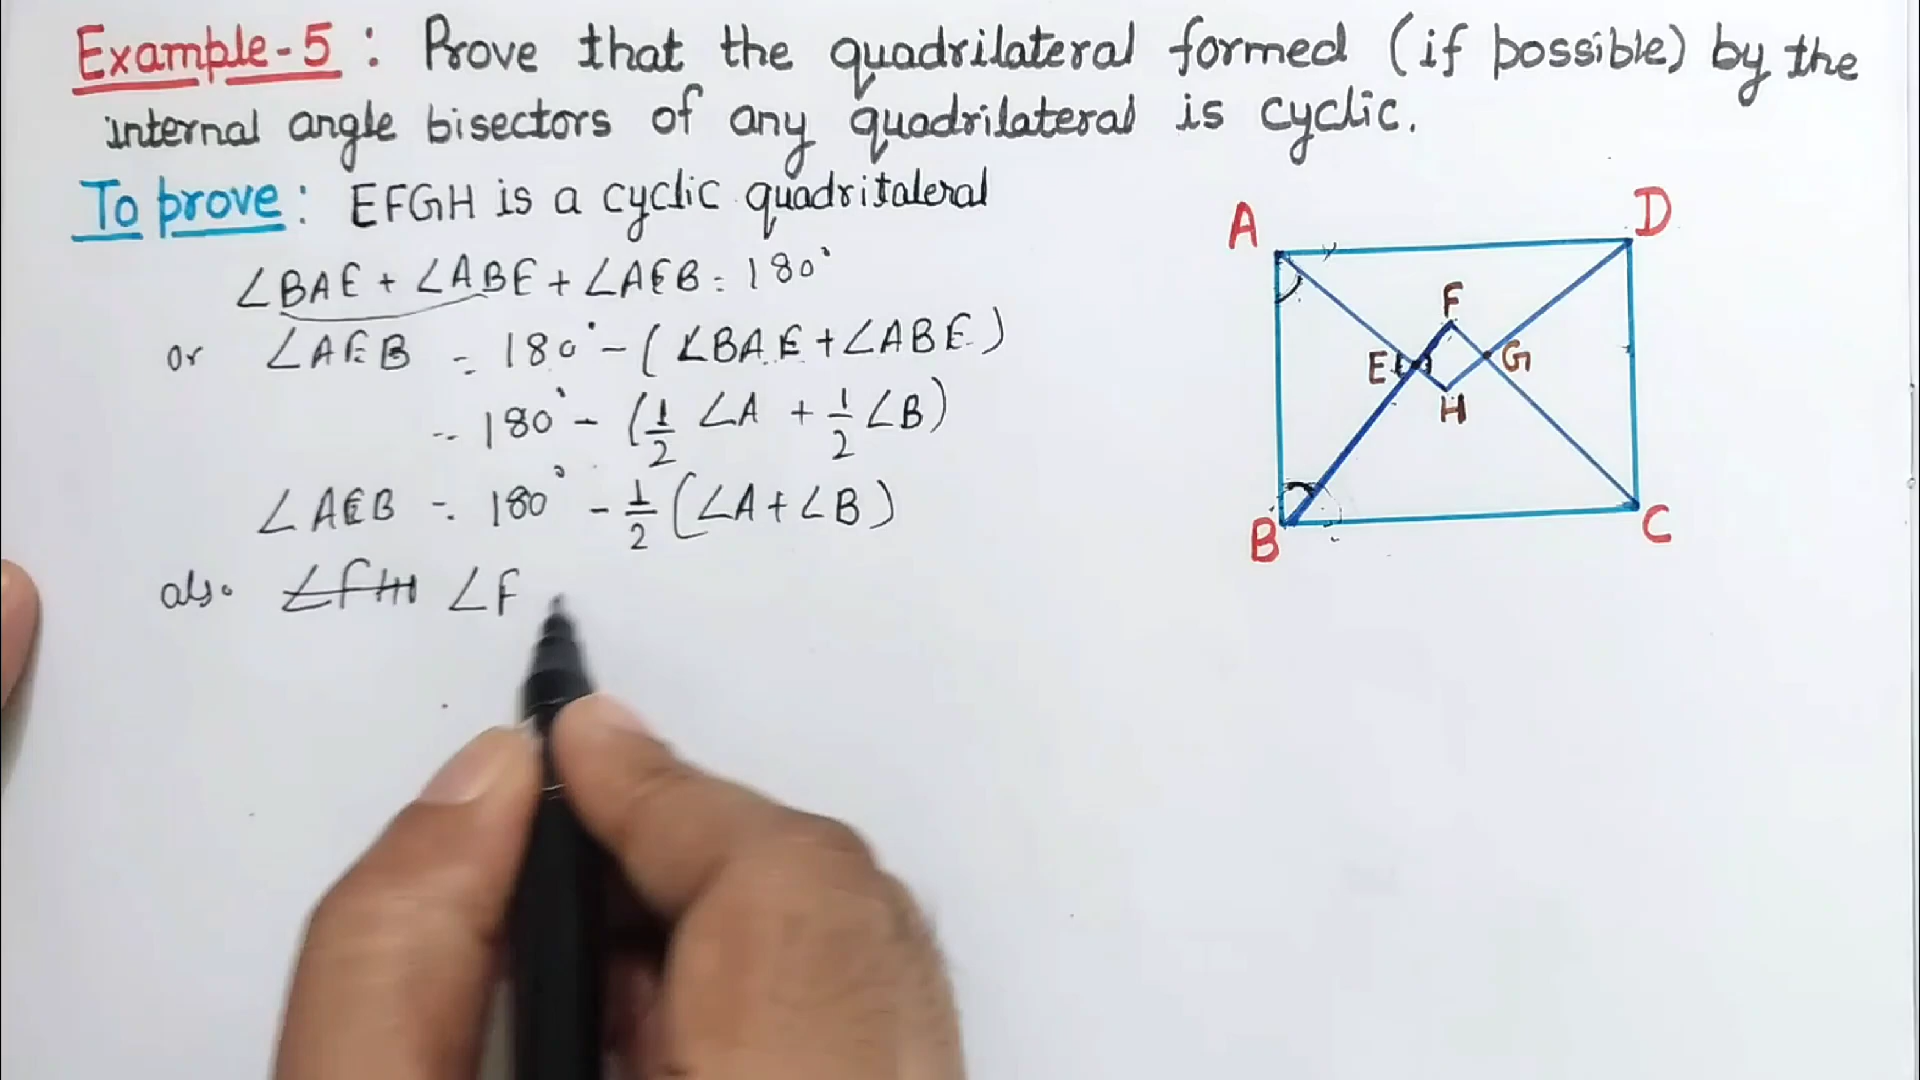 Example-5 : Prove that the quadrilateral formed (if possible) by the
internal angle bisectors of any quadrilateral is cyclic.
To prove : EFGH is a cyclic quadritaleral
∠BAE + ∠ABE + ∠AEB = 180°
or ∠AEB = 180° - (∠BAE + ∠ABE)
= 180° - (1/2 ∠A + 1/2 ∠B)
∠AEB = 180° - 1/2 (∠A + ∠B)
also ∠FEH ∠F
A
D
F
E
G
H
B
C